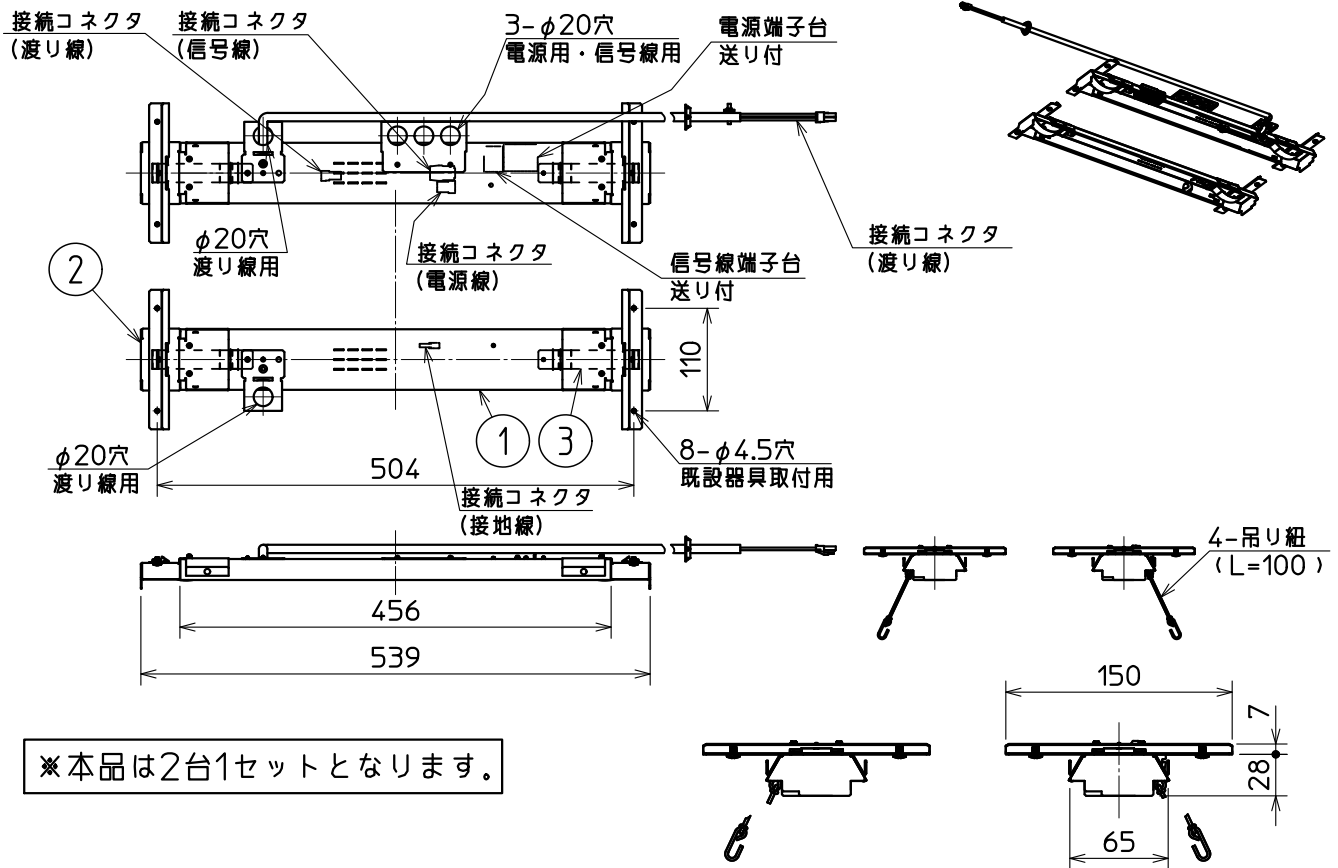 接続コネクタ
(渡り線)
接続コネクタ
(信号線)
3-φ20穴
電源用・信号線用
電源端子台
送り付
φ20穴
渡り線用
接続コネクタ
(電源線)
信号線端子台
送り付
接続コネクタ
(渡り線)
②
110
①
③
φ20穴
渡り線用
504
接続コネクタ
(接地線)
8-φ4.5穴
既設器具取付用
4-吊り紐
(L=100)
456
539
150
7
28
65
※本品は2台1セットとなります。